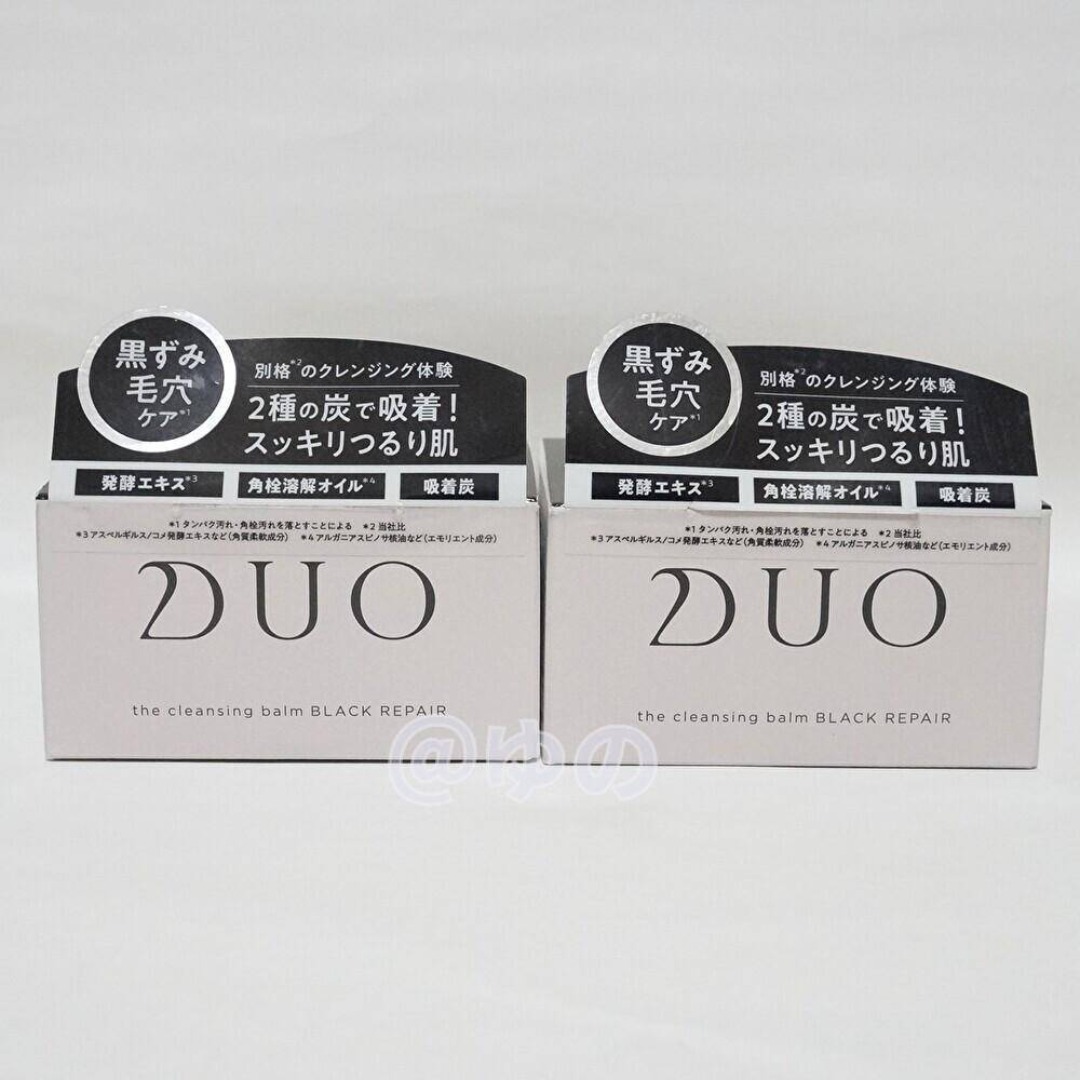 黒ずみ
毛穴
ケア*1
別格*2のクレンジング体験
2種の炭で吸着!
スッキリつるり肌
発酵エキス*3
角栓溶解オイル*4
吸着炭
*1 タンパク汚れ・角栓汚れを落とすことによる *2 当社比
*3 アスペルギルス/コメ発酵エキスなど(角質柔軟成分) *4 アルガニアスピノサ核油など(エモリエント成分)
DUO
the cleansing balm BLACK REPAIR
黒ずみ
毛穴
ケア*1
別格*2のクレンジング体験
2種の炭で吸着!
スッキリつるり肌
発酵エキス*3
角栓溶解オイル*4
吸着炭
*1 タンパク汚れ・角栓汚れを落とすことによる *2 当社比
*3 アスペルギルス/コメ発酵エキスなど(角質柔軟成分) *4 アルガニアスピノサ核油など(エモリエント成分)
DUO
the cleansing balm BLACK REPAIR
@ゆの